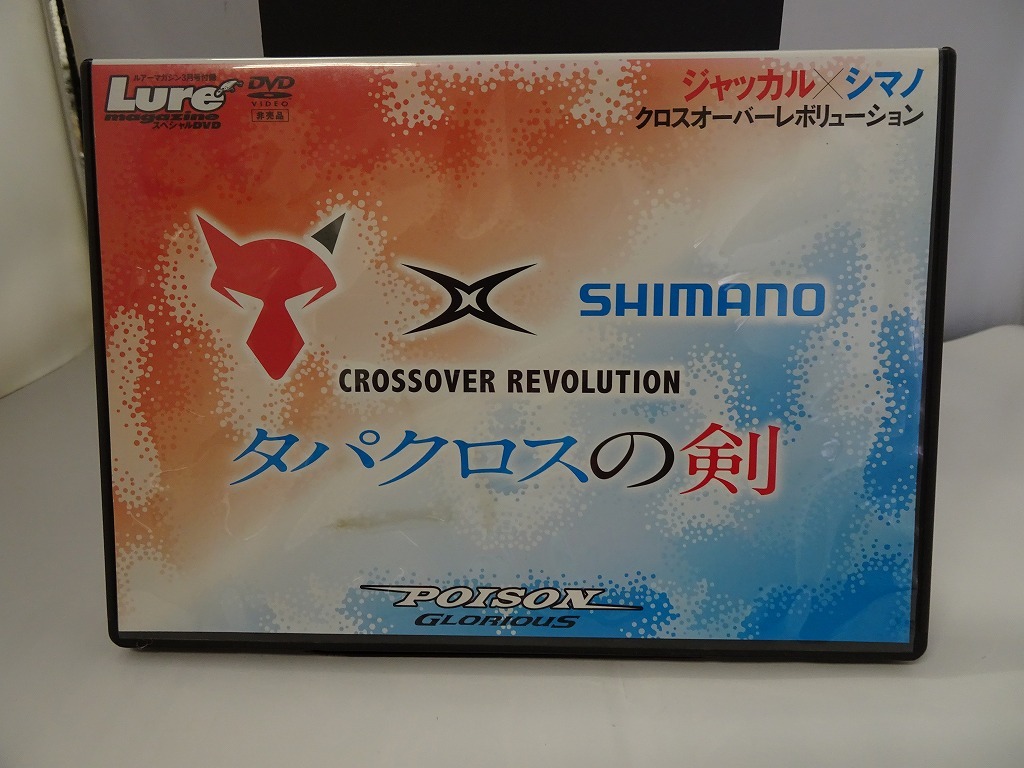 ルアーマガジン3月号付録
Lure
magazine
スペシャルDVD
DVD
VIDEO
非売品
ジャッカル×シマノ
クロスオーバーレボリューション
SHIMANO
CROSSOVER REVOLUTION
タパクロスの剣
POISON
GLORIOUS